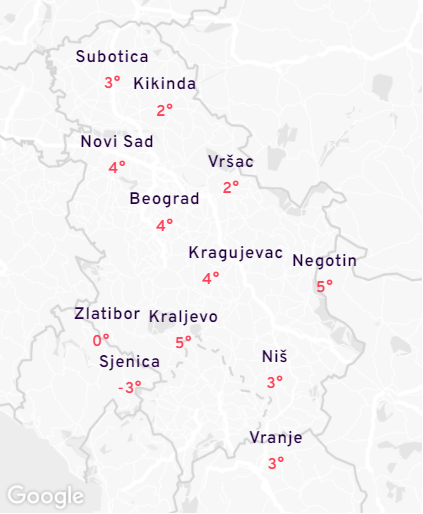 Subotica
3°
Kikinda
2°
Novi Sad
4°
Vršac
2°
Beograd
4°
Kragujevac
4°
Negotin
5°
Zlatibor
0°
Kraljevo
5°
Sjenica
-3°
Niš
3°
Vranje
3°
Google